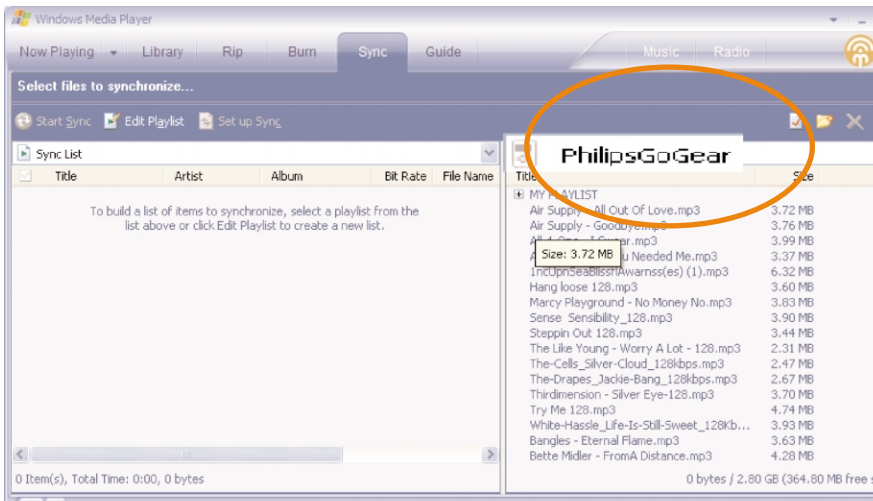 Windows Media Player
Now Playing Library Rip Burn Sync Guide Music Radio
Select files to synchronize...
Start Sync Edit Playlist Set up Sync
Sync List
PhilipsGoGear
Title Artist Album Bit Rate File Name
To build a list of items to synchronize, select a playlist from the
list above or click Edit Playlist to create a new list.
Title Size
MY PLAYLIST
Air Supply - All Out Of Love.mp3 3.72 MB
Air Supply - Goodbye.mp3 3.76 MB
All-4-One - I Swear.mp3 3.99 MB
Size: 3.72 MB
u Needed Me.mp3 3.37 MB
1ncUpnSeaBlissflAwarnss(es) (1).mp3 6.32 MB
Hang loose 128.mp3 3.60 MB
Marcy Playground - No Money No.mp3 3.83 MB
Sense Sensibility_128.mp3 3.90 MB
Steppin Out 128.mp3 3.44 MB
The Like Young - Worry A Lot - 128.mp3 2.31 MB
The-Cells_Silver-Cloud_128kbps.mp3 2.47 MB
The-Drapes_Jackie-Bang_128kbps.mp3 2.67 MB
Thirdimension - Silver Eye-128.mp3 3.70 MB
Try Me 128.mp3 4.74 MB
White-Hassle_Life-Is-Still-Sweet_128Kb... 3.93 MB
Bangles - Eternal Flame.mp3 3.63 MB
Bette Midler - FromA Distance.mp3 4.28 MB
0 Item(s), Total Time: 0:00, 0 bytes
0 bytes / 2.80 GB (364.80 MB free s